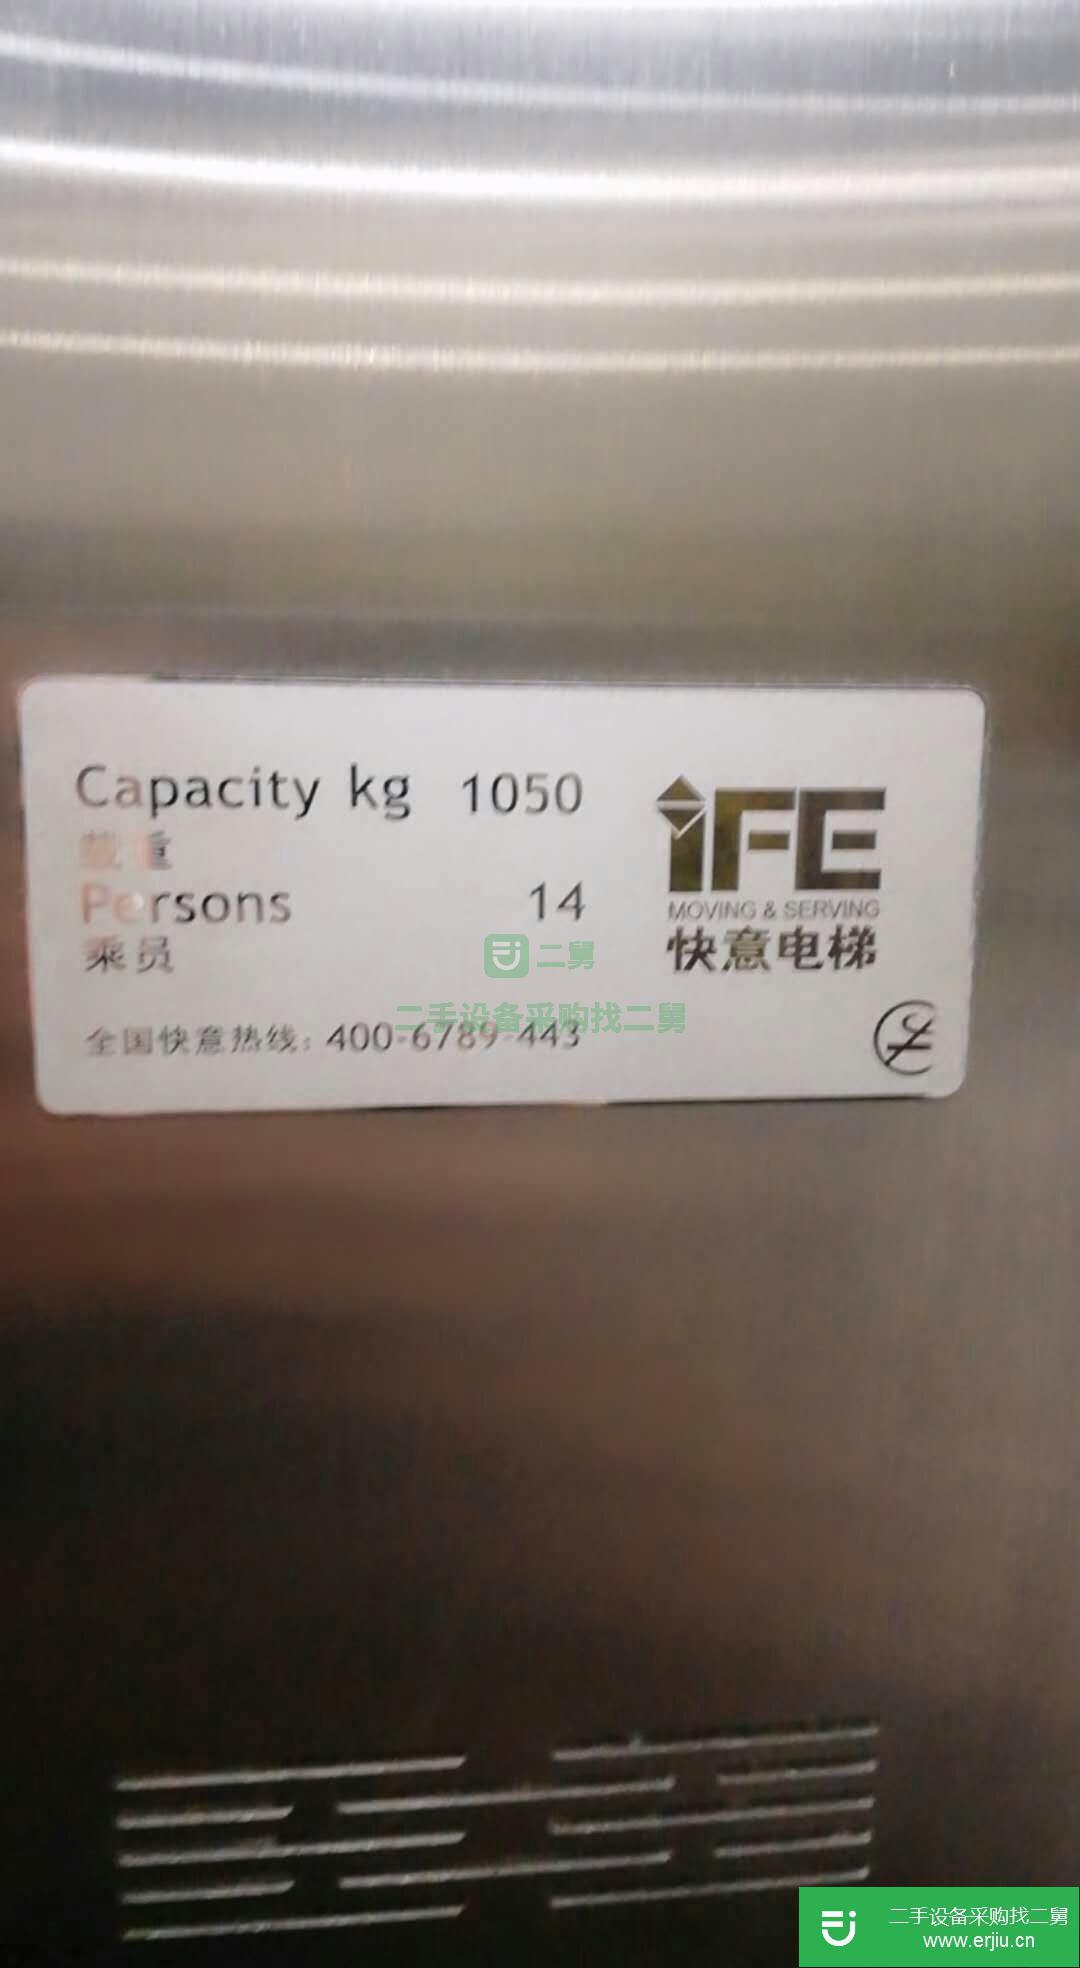 Capacity kg 1050
载重
Persons 14
乘员
全国快意热线: 400-6789-443
iFE
MOVING & SERVING
快意电梯
二舅
二手设备采购找二舅
二手设备采购找二舅
www.erjiu.cn